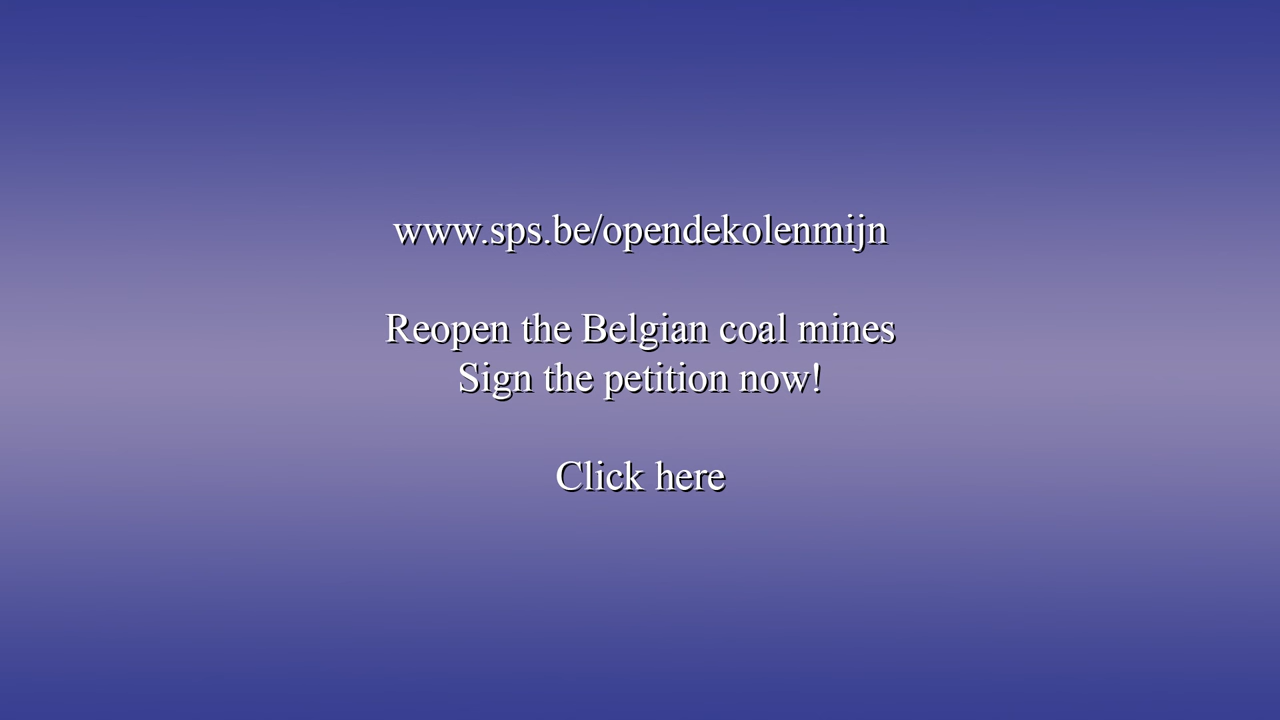 www.sps.be/opendekolenmijn
Reopen the Belgian coal mines
Sign the petition now!
Click here